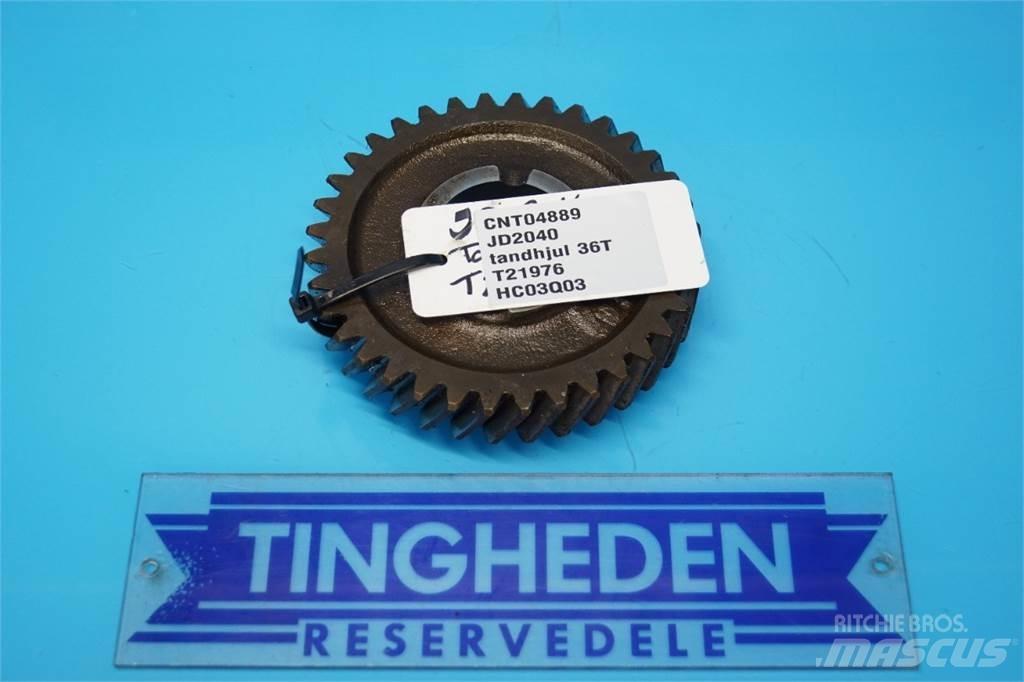 CNT04889
JD2040
tandhjul 36T
T21976
HC03Q03
TINGHEDEN
RESERVEDELE
RITCHIE BROS.
MASCUS